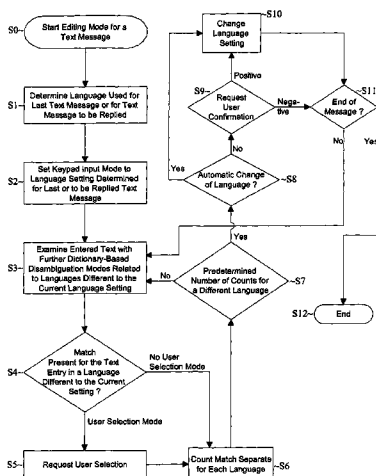 S0
Start Editing Mode for a
Text Message
S1
Determine Language Used for
Last Text Message or for Text
Message to be Replied
S2
Set Keypad Input Mode to
Language Setting Determined
for Last or to be Replied Text
Message
S3
Examine Entered Text with
Further Dictionary-Based
Disambiguation Modes Related
to Languages Different to the
Current Language Setting
S4
Match
Present for the Text
Entry in a Language
Different to the Current
Setting ?
No User
Selection Mode
User Selection Mode
S5
Request User Selection
Count Match Separate
for Each Language
S6
Predetermined
Number of Counts for
a Different Language
S7
No
Yes
Automatic Change
of Language ?
S8
Yes
No
S9
Request
User
Confirmation
Positive
Nega-
tive
Change
Language
Setting
S10
End of
Message ?
S11
No
Yes
S12
End